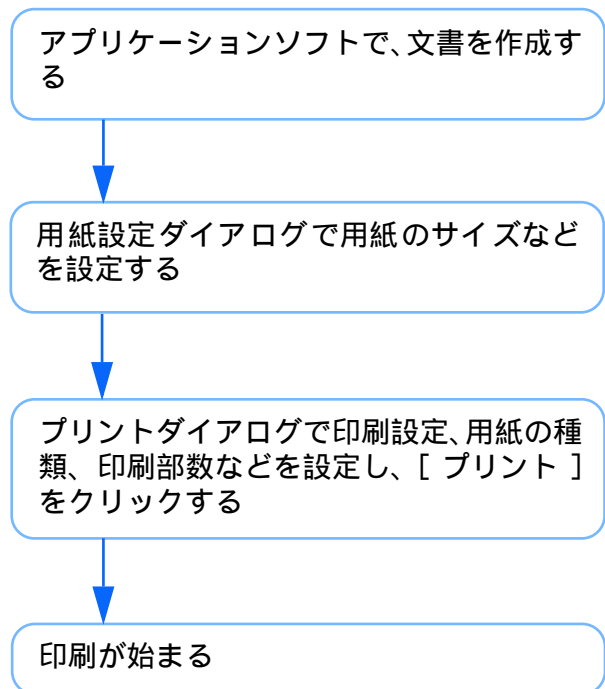 アプリケーションソフトで、文書を作成す
る
用紙設定ダイアログで用紙のサイズなど
を設定する
プリントダイアログで印刷設定、用紙の種
類、印刷部数などを設定し、[ プリント ]
をクリックする
印刷が始まる